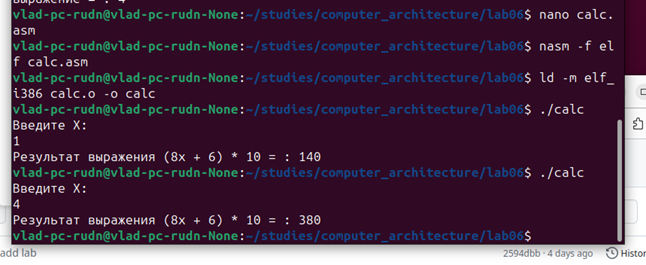 выражение = : 4
vlad-pc-rudn@vlad-pc-rudn-None:~/studies/computer_architecture/lab06$ nano calc.
asm
vlad-pc-rudn@vlad-pc-rudn-None:~/studies/computer_architecture/lab06$ nasm -f el
f calc.asm
vlad-pc-rudn@vlad-pc-rudn-None:~/studies/computer_architecture/lab06$ ld -m elf_
i386 calc.o -o calc
vlad-pc-rudn@vlad-pc-rudn-None:~/studies/computer_architecture/lab06$ ./calc
Введите X:
1
Результат выражения (8x + 6) * 10 = : 140
vlad-pc-rudn@vlad-pc-rudn-None:~/studies/computer_architecture/lab06$ ./calc
Введите X:
4
Результат выражения (8x + 6) * 10 = : 380
vlad-pc-rudn@vlad-pc-rudn-None:~/studies/computer_architecture/lab06$
add lab 2594dbb · 4 days ago Histor